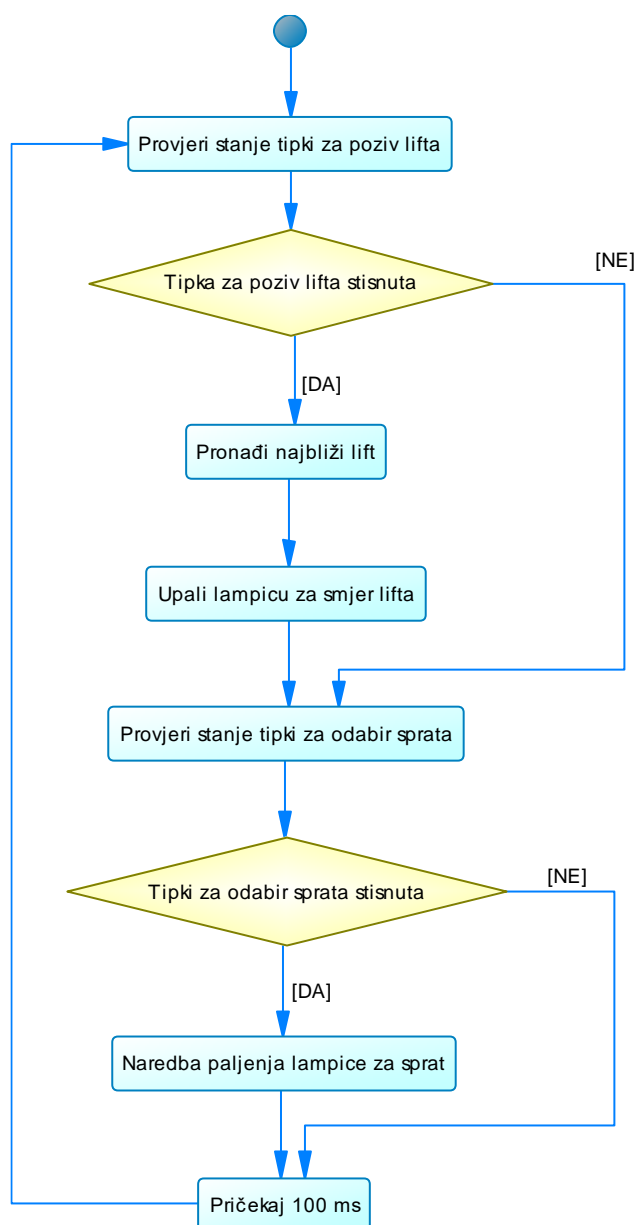 Provjeri stanje tipki za poziv lifta
Tipka za poziv lifta stisnuta
[NE]
[DA]
Pronađi najbliži lift
Upali lampicu za smjer lifta
Provjeri stanje tipki za odabir sprata
Tipki za odabir sprata stisnuta
[NE]
[DA]
Naredba paljenja lampice za sprat
Pričekaj 100 ms